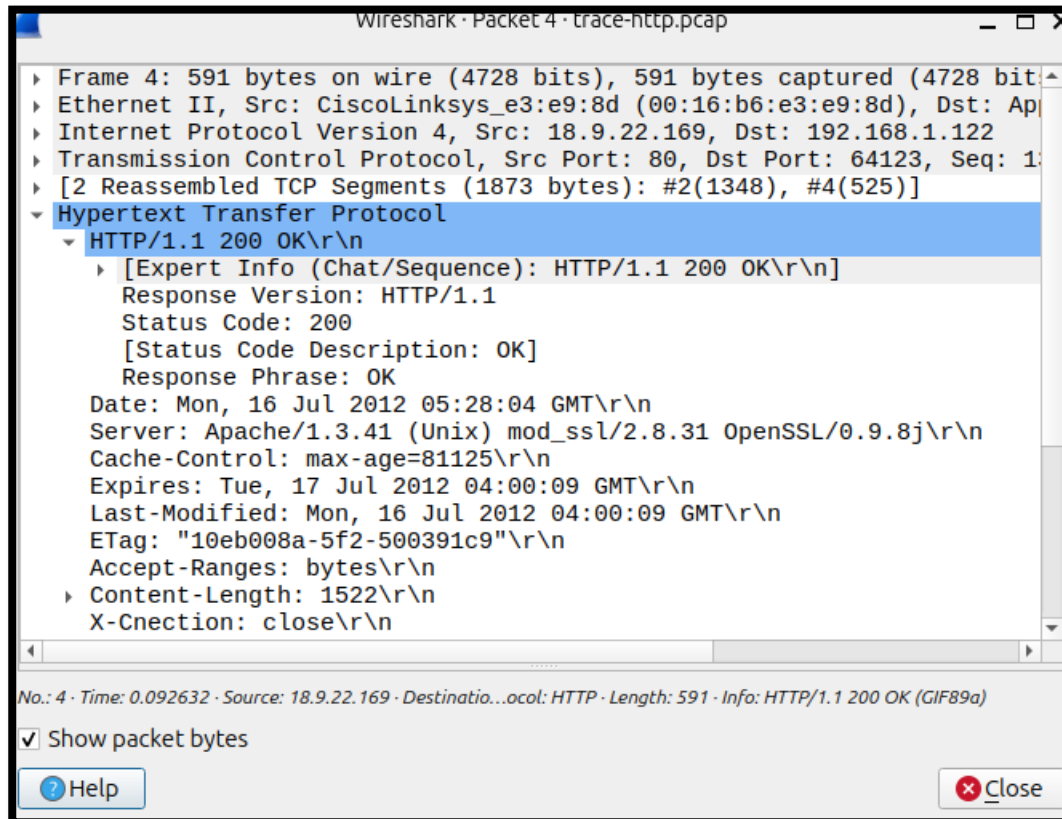 Wireshark · Packet 4 · trace-http.pcap
Frame 4: 591 bytes on wire (4728 bits), 591 bytes captured (4728 bit
Ethernet II, Src: CiscoLinksys_e3:e9:8d (00:16:b6:e3:e9:8d), Dst: Ap
Internet Protocol Version 4, Src: 18.9.22.169, Dst: 192.168.1.122
Transmission Control Protocol, Src Port: 80, Dst Port: 64123, Seq: 1
[2 Reassembled TCP Segments (1873 bytes): #2(1348), #4(525)]
Hypertext Transfer Protocol
HTTP/1.1 200 OK\r\n
[Expert Info (Chat/Sequence): HTTP/1.1 200 OK\r\n]
Response Version: HTTP/1.1
Status Code: 200
[Status Code Description: OK]
Response Phrase: OK
Date: Mon, 16 Jul 2012 05:28:04 GMT\r\n
Server: Apache/1.3.41 (Unix) mod_ssl/2.8.31 OpenSSL/0.9.8j\r\n
Cache-Control: max-age=81125\r\n
Expires: Tue, 17 Jul 2012 04:00:09 GMT\r\n
Last-Modified: Mon, 16 Jul 2012 04:00:09 GMT\r\n
ETag: "10eb008a-5f2-500391c9"\r\n
Accept-Ranges: bytes\r\n
Content-Length: 1522\r\n
X-Cnection: close\r\n
No.: 4 · Time: 0.092632 · Source: 18.9.22.169 · Destinatio...ocol: HTTP · Length: 591 · Info: HTTP/1.1 200 OK (GIF89a)
Show packet bytes
Help
Close